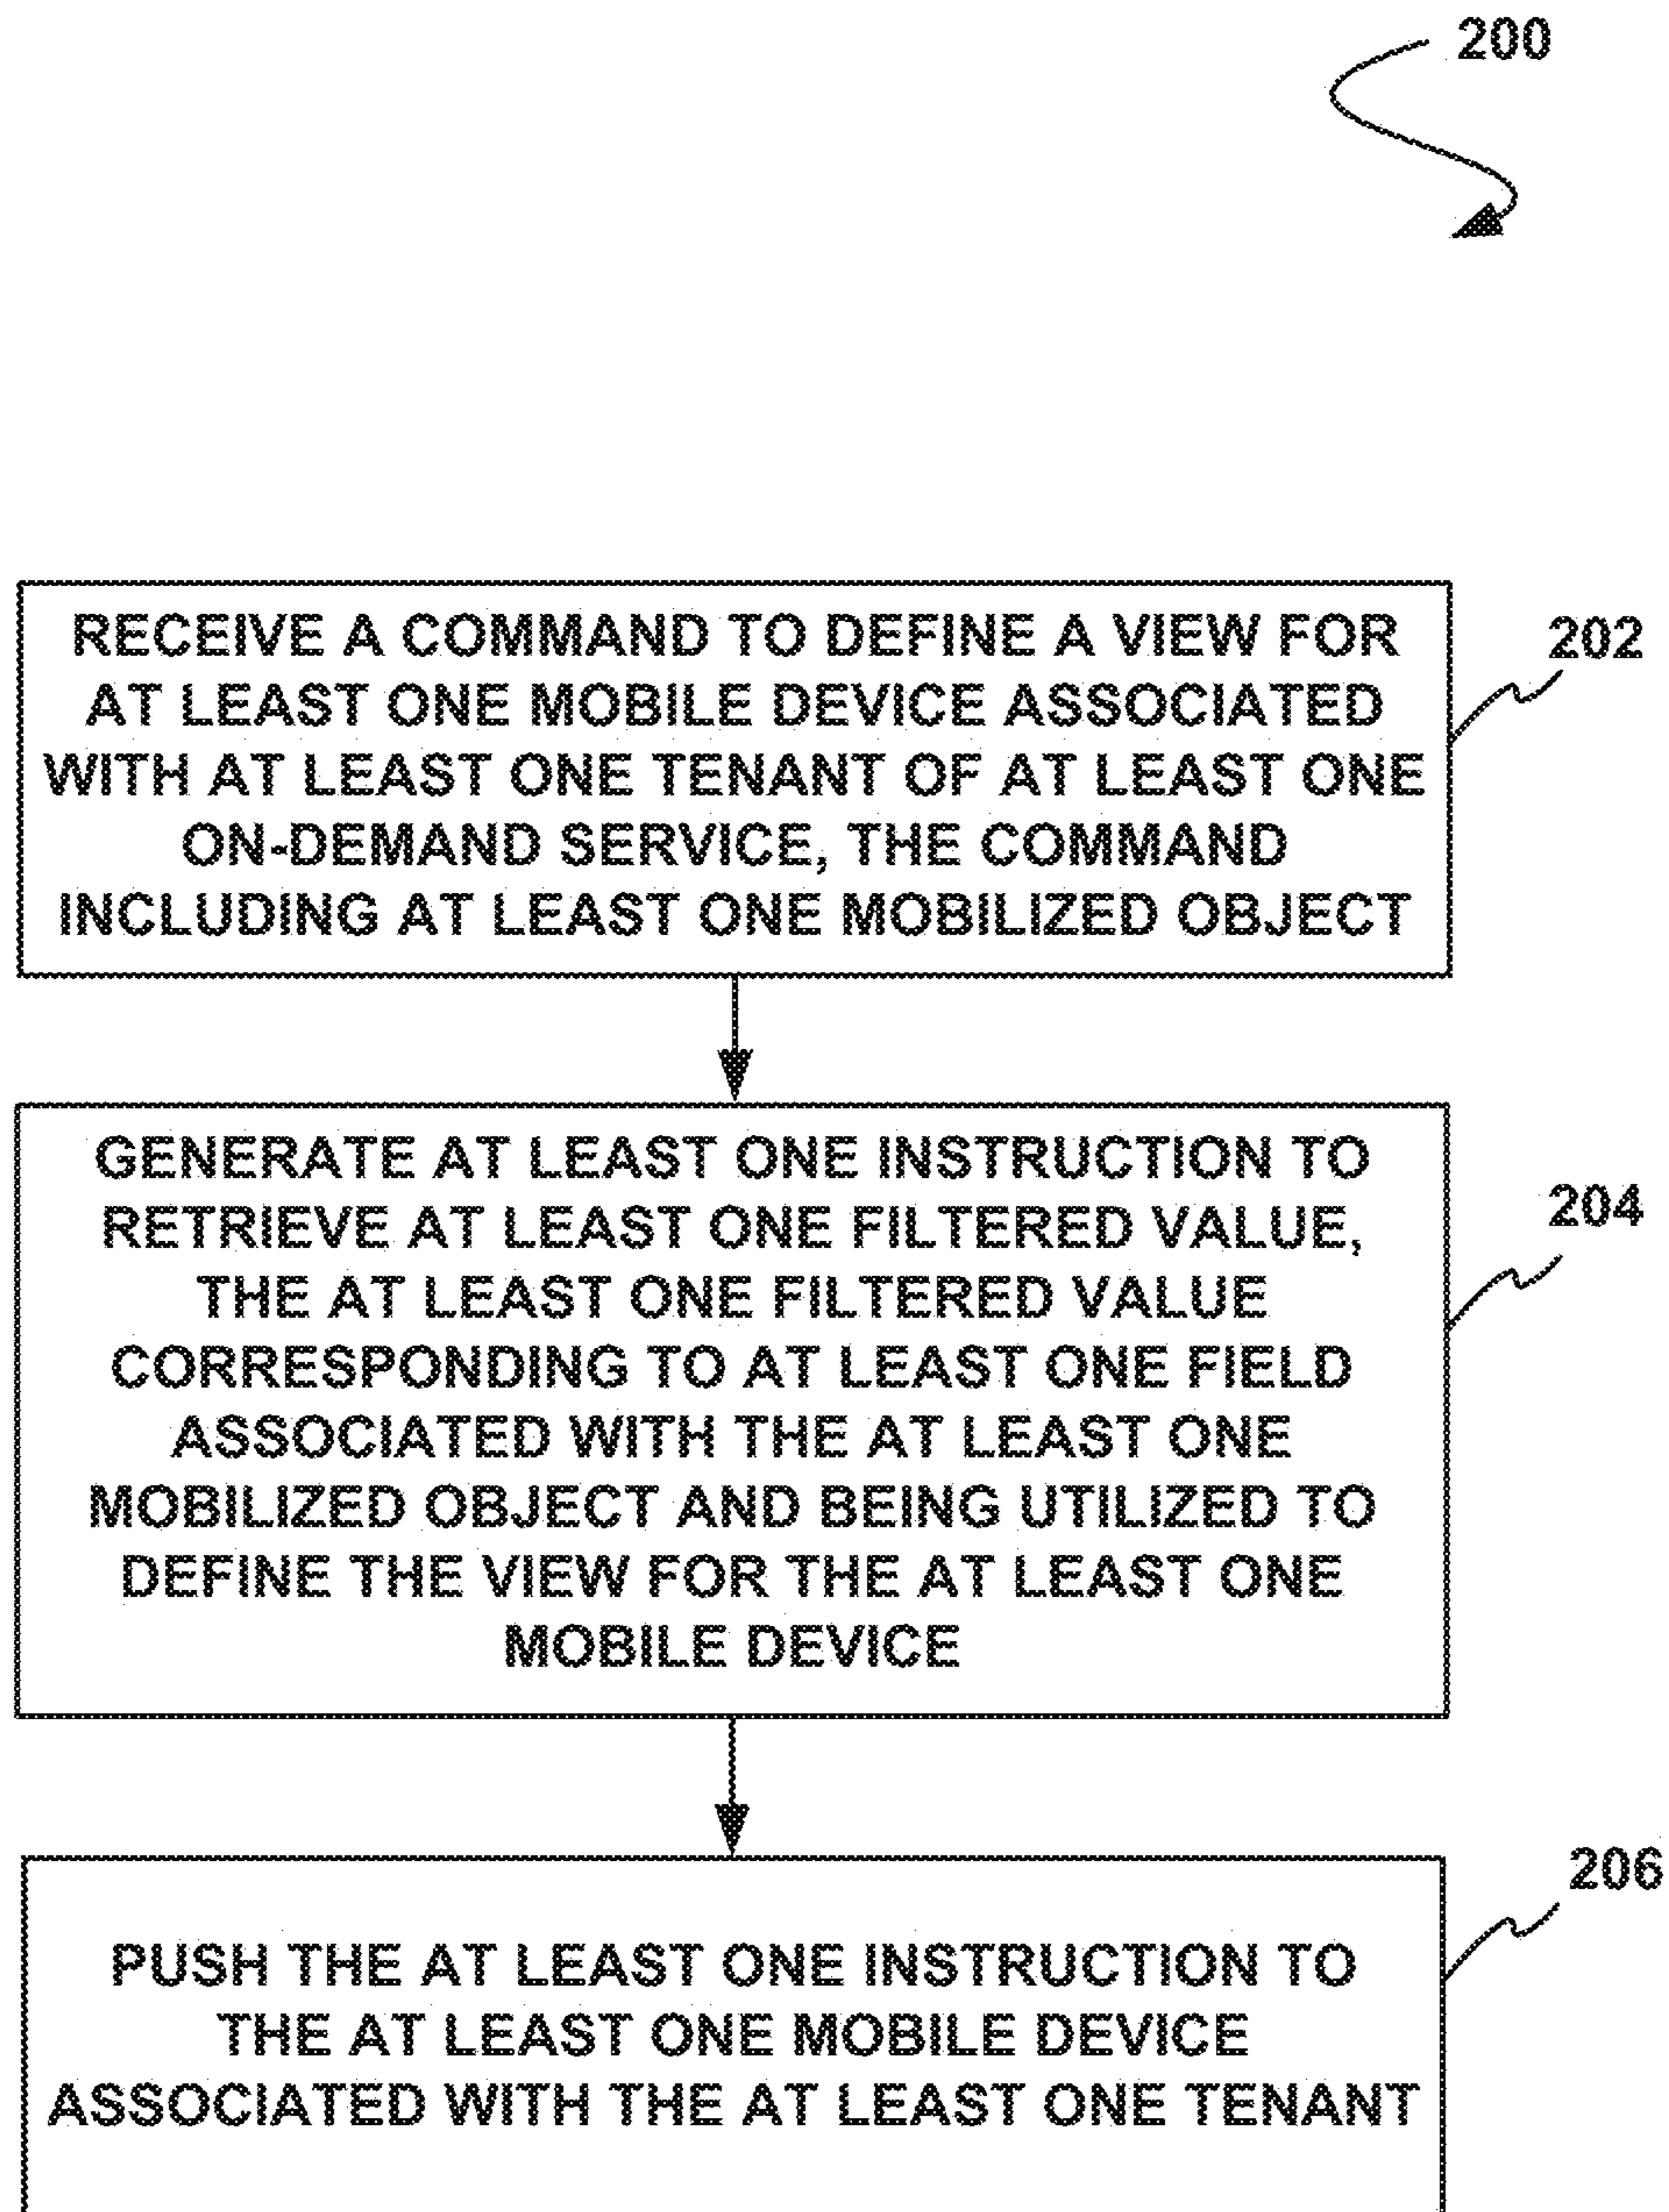 200
RECEIVE A COMMAND TO DEFINE A VIEW FOR
AT LEAST ONE MOBILE DEVICE ASSOCIATED
WITH AT LEAST ONE TENANT OF AT LEAST ONE
ON-DEMAND SERVICE, THE COMMAND
INCLUDING AT LEAST ONE MOBILIZED OBJECT
202
GENERATE AT LEAST ONE INSTRUCTION TO
RETRIEVE AT LEAST ONE FILTERED VALUE,
THE AT LEAST ONE FILTERED VALUE
CORRESPONDING TO AT LEAST ONE FIELD
ASSOCIATED WITH THE AT LEAST ONE
MOBILIZED OBJECT AND BEING UTILIZED TO
DEFINE THE VIEW FOR THE AT LEAST ONE
MOBILE DEVICE
204
PUSH THE AT LEAST ONE INSTRUCTION TO
THE AT LEAST ONE MOBILE DEVICE
ASSOCIATED WITH THE AT LEAST ONE TENANT
206